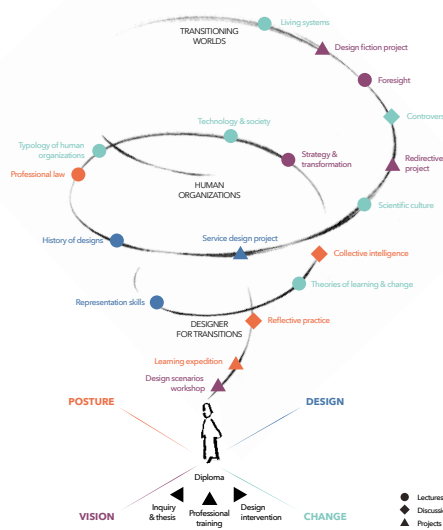 Living systems
TRANSITIONING
WORLDS
Design fiction project
Foresight
Controvers
Technology & society
Typology of human
organizations
Strategy &
transformation
Redirective
project
Professional law
HUMAN
ORGANIZATIONS
Scientific culture
History of designs
Service design project
Collective intelligence
Theories of learning & change
Representation skills
DESIGNER
FOR TRANSITIONS
Reflective practice
Learning expedition
Design scenarios
workshop
POSTURE
DESIGN
Diploma
Inquiry
& thesis
Professional
training
Design
intervention
VISION
CHANGE
Lectures
Discussi
Projects